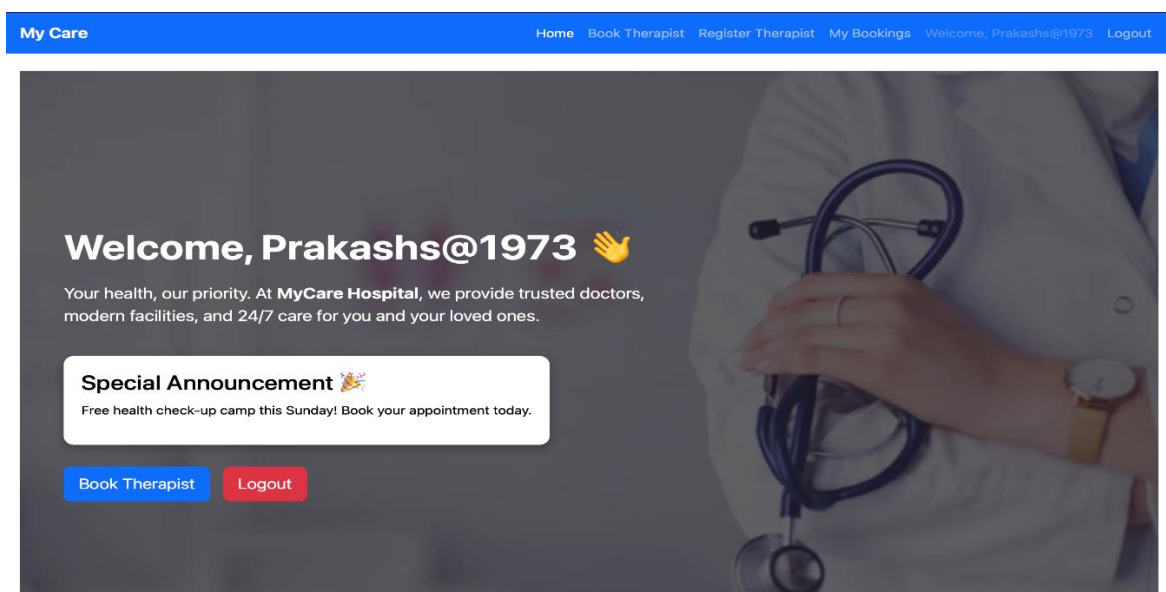 My Care Home Book Therapist Register Therapist My Bookings Welcome, Prakashs@1973 Logout
Welcome, Prakashs@1973 👋
Your health, our priority. At MyCare Hospital, we provide trusted doctors,
modern facilities, and 24/7 care for you and your loved ones.
Special Announcement 🎉
Free health check-up camp this Sunday! Book your appointment today.
Book Therapist Logout